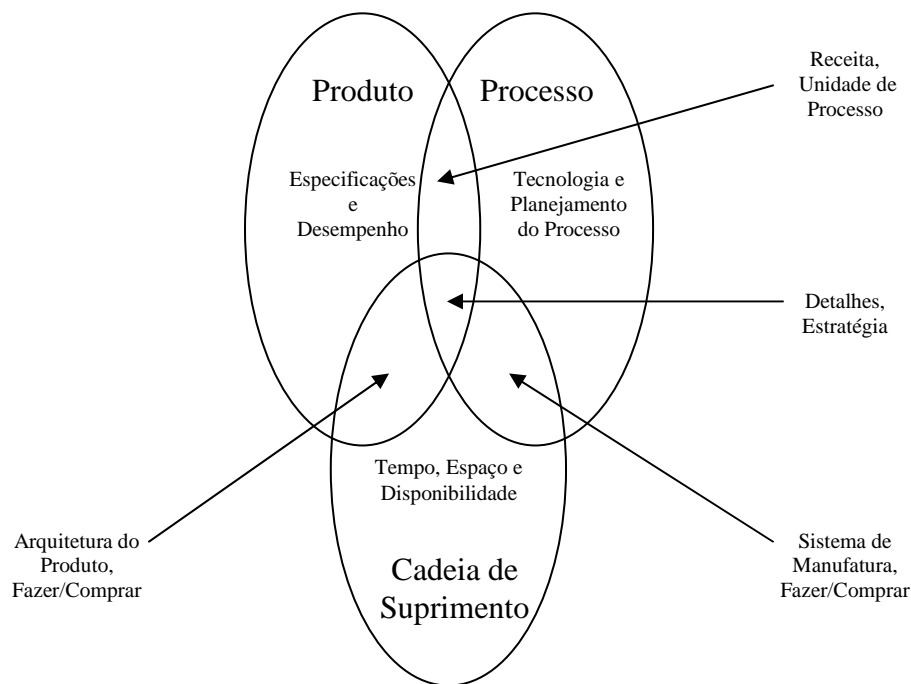 Produto
Processo
Receita,
Unidade de
Processo
Especificações
e
Desempenho
Tecnologia e
Planejamento
do Processo
Detalhes,
Estratégia
Tempo, Espaço e
Disponibilidade
Arquitetura do
Produto,
Fazer/Comprar
Cadeia de
Suprimento
Sistema de
Manufatura,
Fazer/Comprar